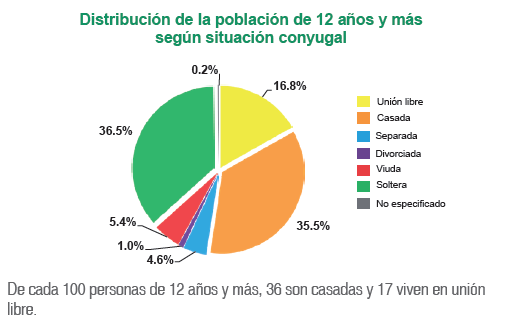 Distribución de la población de 12 años y más
según situación conyugal
0.2%
16.8%
36.5%
5.4%
1.0%
4.6%
35.5%
Unión libre
Casada
Separada
Divorciada
Viuda
Soltera
No especificado
De cada 100 personas de 12 años y más, 36 son casadas y 17 viven en unión
libre.